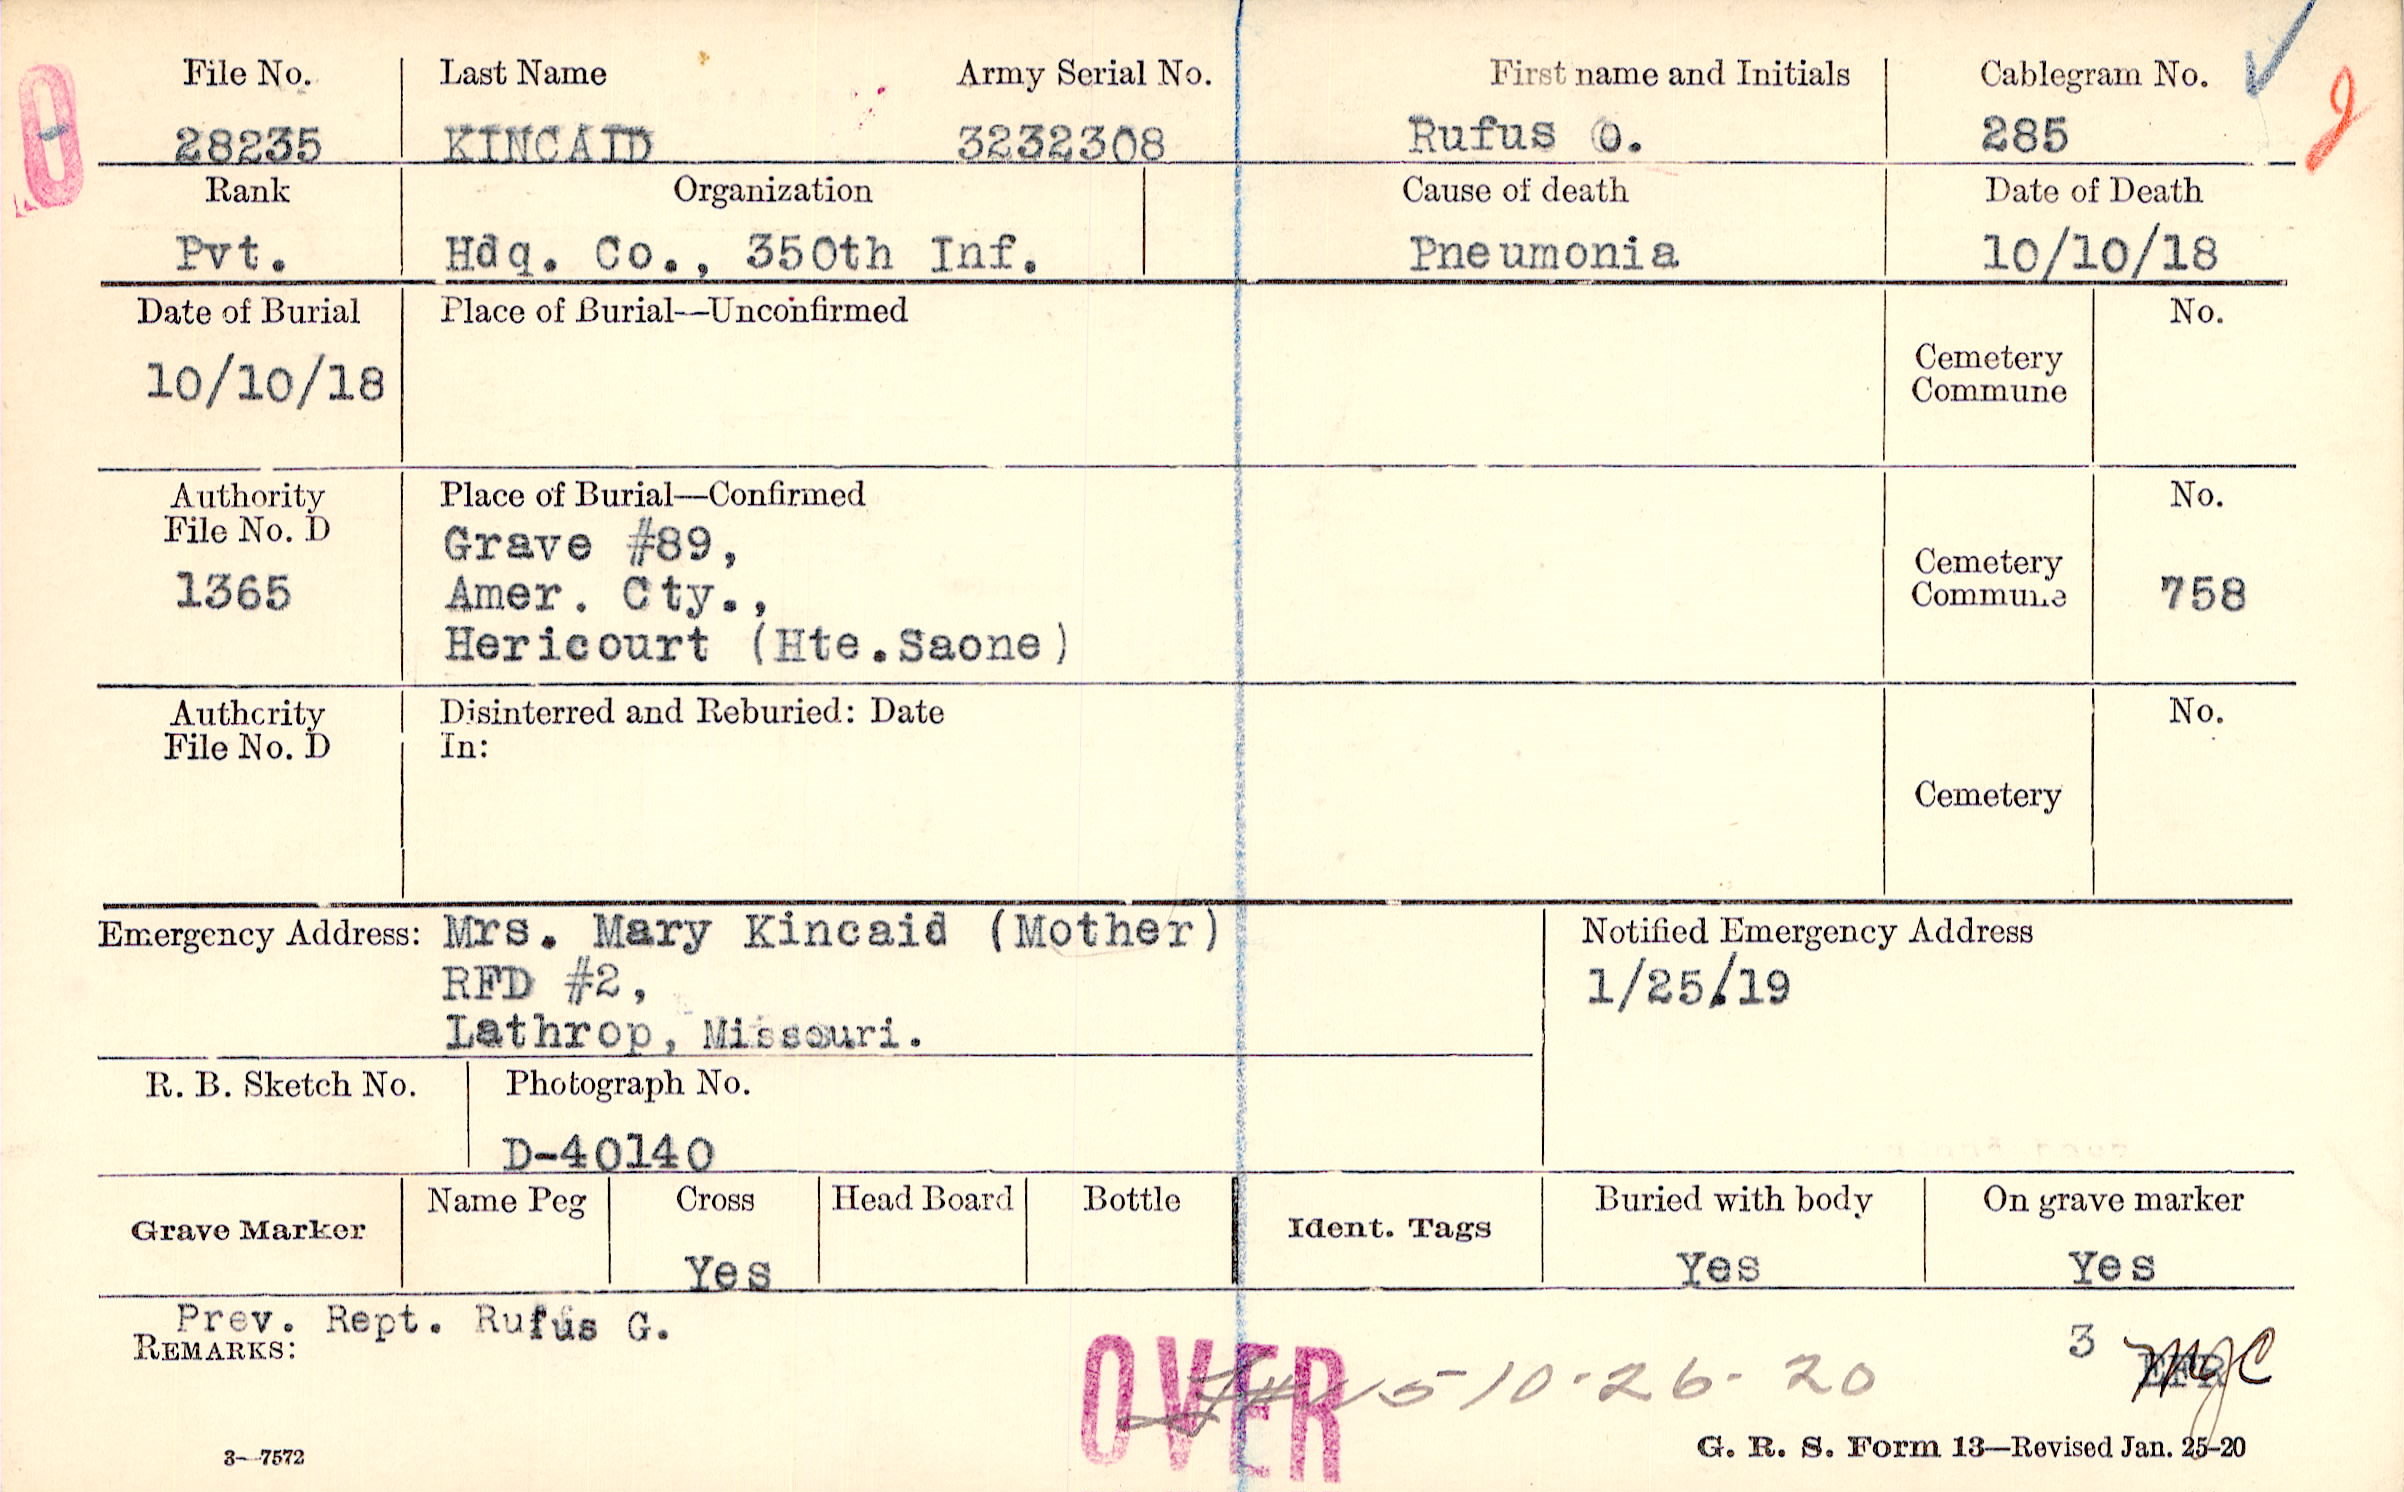 File No. Last Name Army Serial No. First name and Initials Cablegram No.
28235 KINCAID 3232308 Rufus O. 285
Rank Organization Cause of death Date of Death
Pvt. Hdq. Co., 350th Inf. Pneumonia 10/10/18
Date of Burial Place of Burial—Unconfirmed No.
10/10/18 Cemetery
Commune
Authority Place of Burial—Confirmed No.
File No. D Grave #89,
1365 Amer. Cty., Cemetery
Commune 758
Hericourt (Hte.Saone)
Authority Disinterred and Reburied: Date No.
File No. D In:
Cemetery
Emergency Address: Mrs. Mary Kincaid (Mother) Notified Emergency Address
RFD #2, 1/25/19
Lathrop, Missouri.
R. B. Sketch No. Photograph No.
D-40140
Grave Marker Name Peg Cross Head Board Bottle Ident. Tags Buried with body On grave marker
Yes Yes Yes
Prev. Rept. Rufus G. 3
REMARKS:
OVER 10-26-20 MJC
3—7572 G. R. S. Form 13—Revised Jan. 25-20